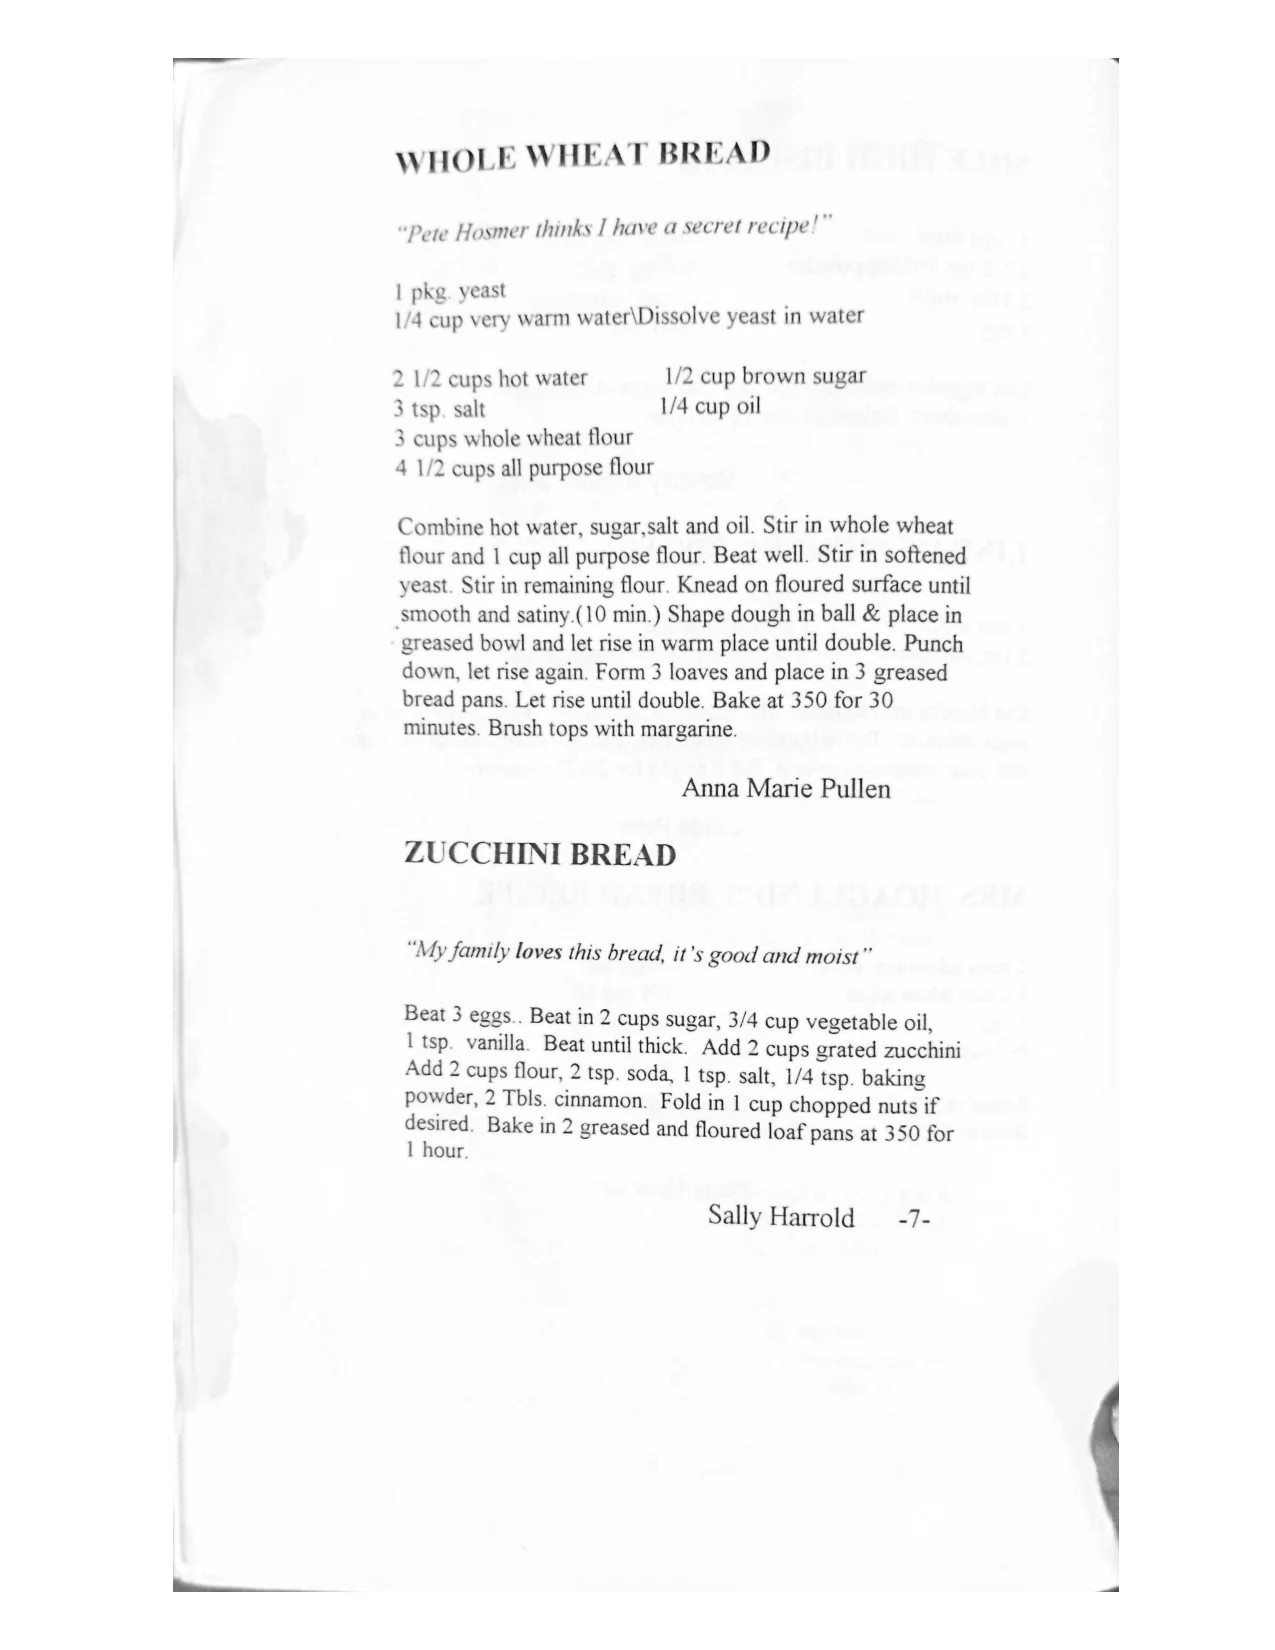 WHOLE WHEAT BREAD
"Pete Hosmer thinks I have a secret recipe!"
1 pkg. yeast
1/4 cup very warm water\Dissolve yeast in water
2 1/2 cups hot water 1/2 cup brown sugar
3 tsp. salt 1/4 cup oil
3 cups whole wheat flour
4 1/2 cups all purpose flour
Combine hot water, sugar,salt and oil. Stir in whole wheat
flour and 1 cup all purpose flour. Beat well. Stir in softened
yeast. Stir in remaining flour. Knead on floured surface until
smooth and satiny.(10 min.) Shape dough in ball & place in
greased bowl and let rise in warm place until double. Punch
down, let rise again. Form 3 loaves and place in 3 greased
bread pans. Let rise until double. Bake at 350 for 30
minutes. Brush tops with margarine.
Anna Marie Pullen
ZUCCHINI BREAD
"My family loves this bread, it's good and moist"
Beat 3 eggs.. Beat in 2 cups sugar, 3/4 cup vegetable oil,
1 tsp. vanilla. Beat until thick. Add 2 cups grated zucchini
Add 2 cups flour, 2 tsp. soda, 1 tsp. salt, 1/4 tsp. baking
powder, 2 Tbls. cinnamon. Fold in 1 cup chopped nuts if
desired. Bake in 2 greased and floured loaf pans at 350 for
1 hour.
Sally Harrold -7-